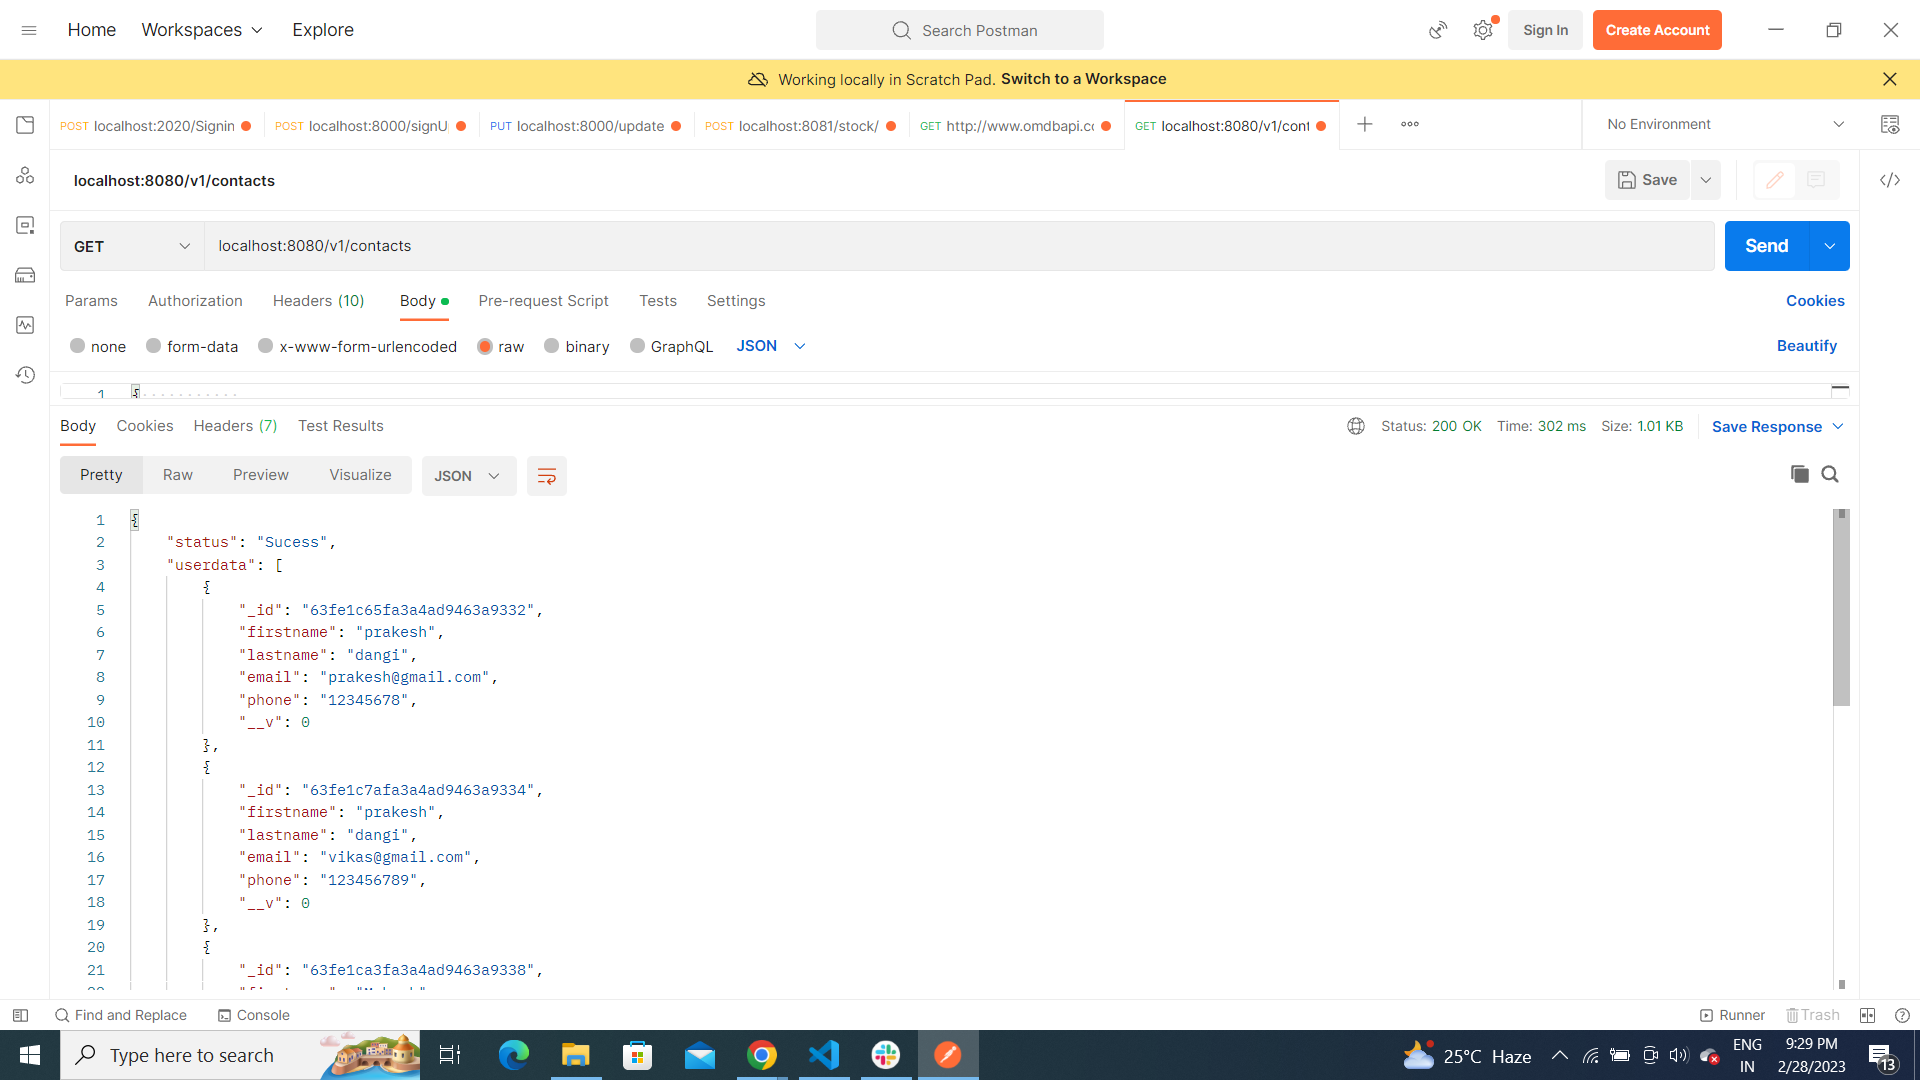 Home Workspaces Explore Search Postman Sign In Create Account
Working locally in Scratch Pad. Switch to a Workspace
POST localhost:2020/Signin POST localhost:8000/signU PUT localhost:8000/update POST localhost:8081/stock/ GET http://www.omdbapi.co GET localhost:8080/v1/cont No Environment
localhost:8080/v1/contacts Save
GET localhost:8080/v1/contacts Send
Params Authorization Headers (10) Body Pre-request Script Tests Settings Cookies
none form-data x-www-form-urlencoded raw binary GraphQL JSON Beautify
1 {
Body Cookies Headers (7) Test Results Status: 200 OK Time: 302 ms Size: 1.01 KB Save Response
Pretty Raw Preview Visualize JSON
1 {
2 "status": "Sucess",
3 "userdata": [
4 {
5 "_id": "63fe1c65fa3a4ad9463a9332",
6 "firstname": "prakesh",
7 "lastname": "dangi",
8 "email": "prakesh@gmail.com",
9 "phone": "12345678",
10 "__v": 0
11 },
12 {
13 "_id": "63fe1c7afa3a4ad9463a9334",
14 "firstname": "prakesh",
15 "lastname": "dangi",
16 "email": "vikas@gmail.com",
17 "phone": "123456789",
18 "__v": 0
19 },
20 {
21 "_id": "63fe1ca3fa3a4ad9463a9338",
Find and Replace Console Runner Trash
Type here to search 25°C Haze ENG IN 9:29 PM 2/28/2023 13